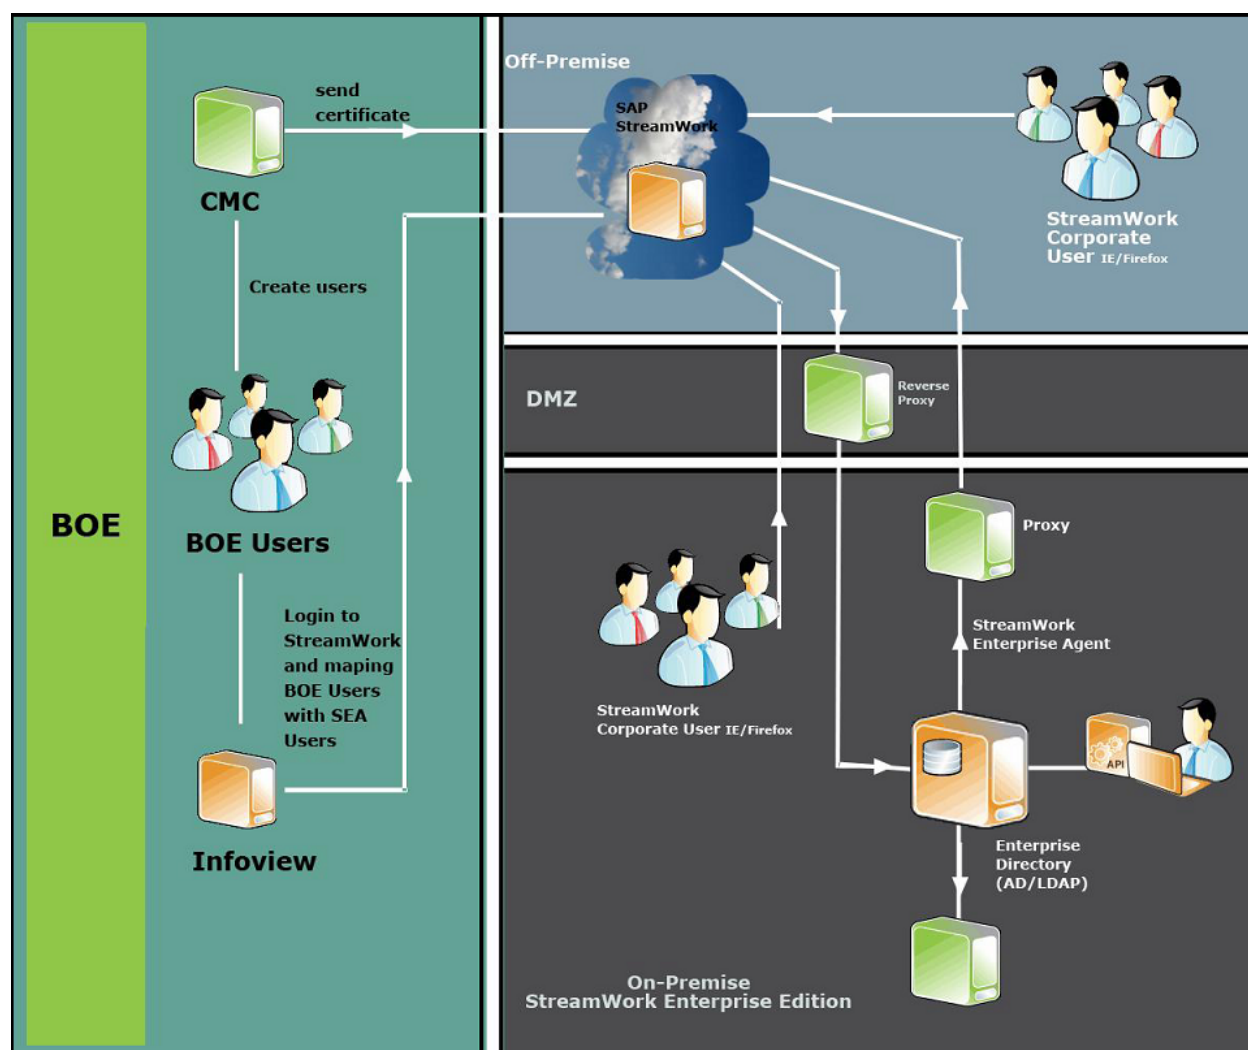 BOE
send
certificate
CMC
Create users
BOE Users
Login to
StreamWork
and maping
BOE Users
with SEA
Users
Infoview
Off-Premise
SAP
StreamWork
StreamWork
Corporate
User IE/Firefox
DMZ
Reverse
Proxy
Proxy
StreamWork
Enterprise Agent
StreamWork
Corporate User IE/Firefox
API
Enterprise
Directory
(AD/LDAP)
On-Premise
StreamWork Enterprise Edition